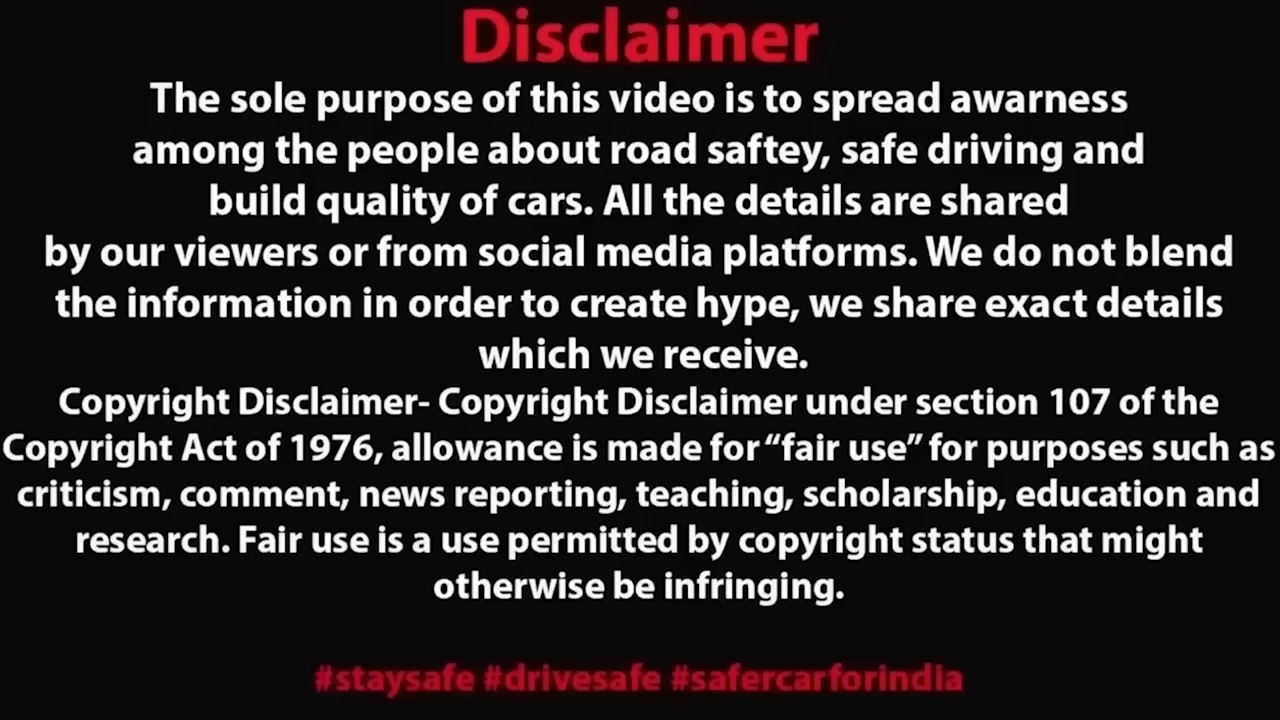 Disclaimer
The sole purpose of this video is to spread awarness
among the people about road saftey, safe driving and
build quality of cars. All the details are shared
by our viewers or from social media platforms. We do not blend
the information in order to create hype, we share exact details
which we receive.
Copyright Disclaimer- Copyright Disclaimer under section 107 of the
Copyright Act of 1976, allowance is made for “fair use” for purposes such as
criticism, comment, news reporting, teaching, scholarship, education and
research. Fair use is a use permitted by copyright status that might
otherwise be infringing.
#staysafe #drivesafe #safercarforindia